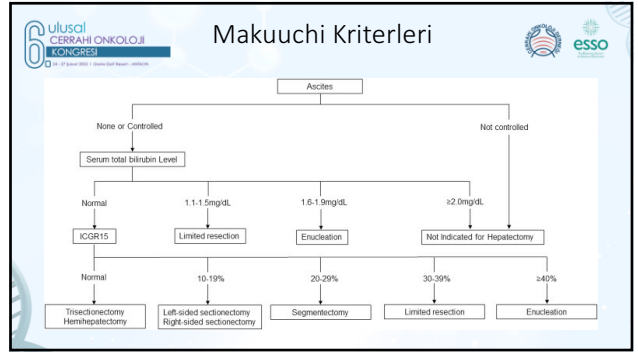 6. ulusal
CERRAHİ ONKOLOJİ
KONGRESİ
Makuuchi Kriterleri
esso
Ascites
None or Controlled
Not controlled
Serum total bilirubin Level
Normal
1.1-1.5mg/dL
1.6-1.9mg/dL
≥2.0mg/dL
ICGR15
Limited resection
Enucleation
Not Indicated for Hepatectomy
Normal
10-19%
20-29%
30-39%
≥40%
Trisectionectomy
Hemihepatectomy
Left-sided sectionectomy
Right-sided sectionectomy
Segmentectomy
Limited resection
Enucleation